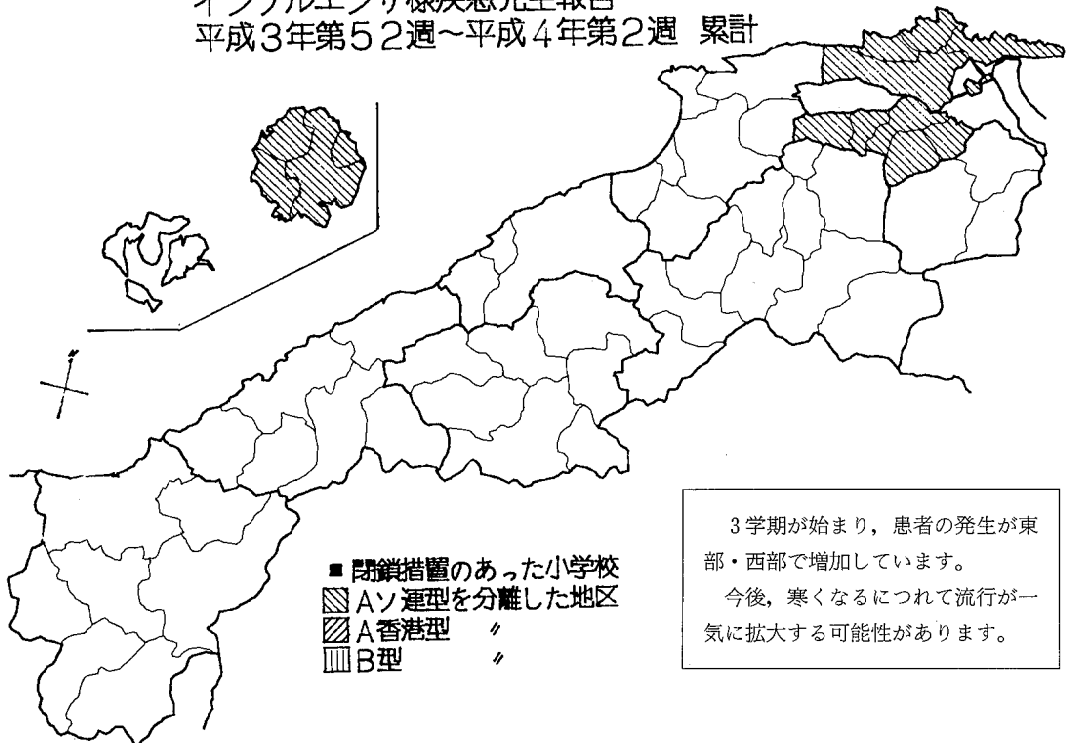 インフルエンザ様疾患発生報告
平成3年第52週～平成4年第2週 累計
■ 閉鎖措置のあった小学校
Aソ連型を分離した地区
A香港型 〃
B型 〃
3学期が始まり，患者の発生が東
部・西部で増加しています。
今後，寒くなるにつれて流行が一
気に拡大する可能性があります。